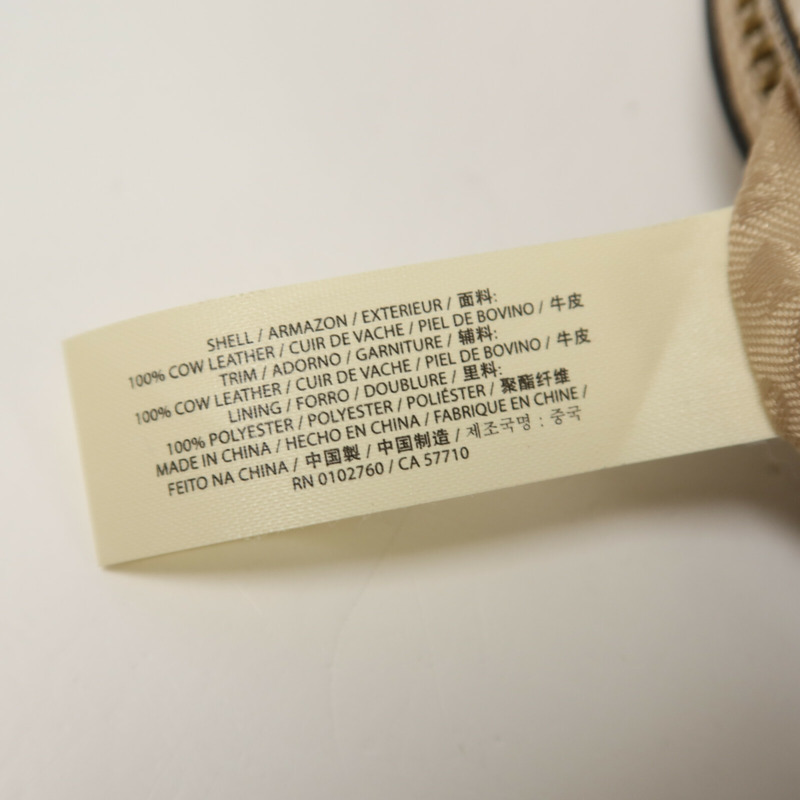 SHELL / ARMAZON / EXTERIEUR / 面料:
100% COW LEATHER / CUIR DE VACHE / PIEL DE BOVINO / 牛皮
TRIM / ADORNO / GARNITURE / 辅料:
100% COW LEATHER / CUIR DE VACHE / PIEL DE BOVINO / 牛皮
LINING / FORRO / DOUBLURE / 里料:
100% POLYESTER / POLYESTER / POLIÉSTER / 聚酯纤维
MADE IN CHINA / HECHO EN CHINA / FABRIQUE EN CHINE /
FEITO NA CHINA / 中国製 / 中国制造 / 제조국명 : 중국
RN 0102760 / CA 57710